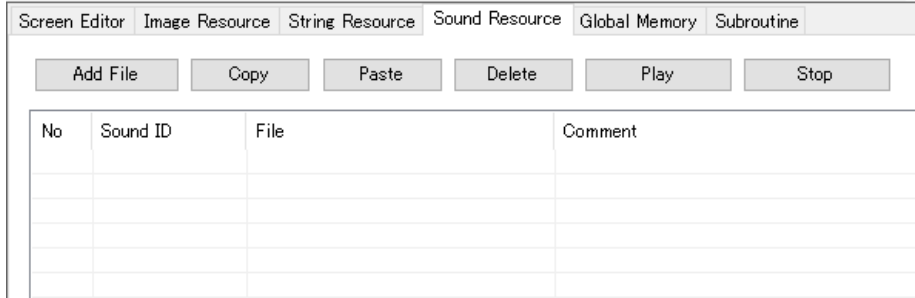 Screen Editor Image Resource String Resource Sound Resource Global Memory Subroutine
Add File Copy Paste Delete Play Stop
No Sound ID File Comment